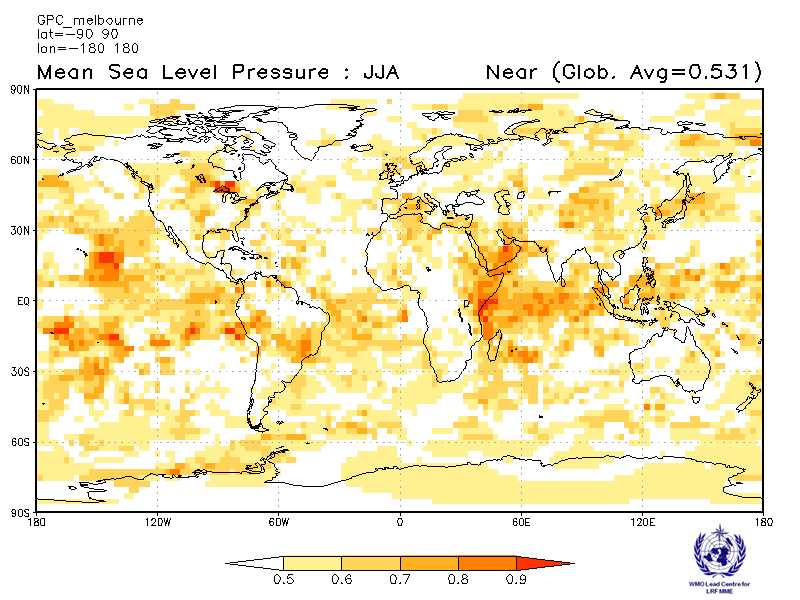 GPC_melbourne
lat=-90 90
lon=-180 180
Mean Sea Level Pressure : JJA Near (Glob. Avg=0.531)
90N
60N
30N
EQ
30S
60S
90S
180 120W 60W 0 60E 120E 180
0.5 0.6 0.7 0.8 0.9
WMO Lead Centre for
LRF MME